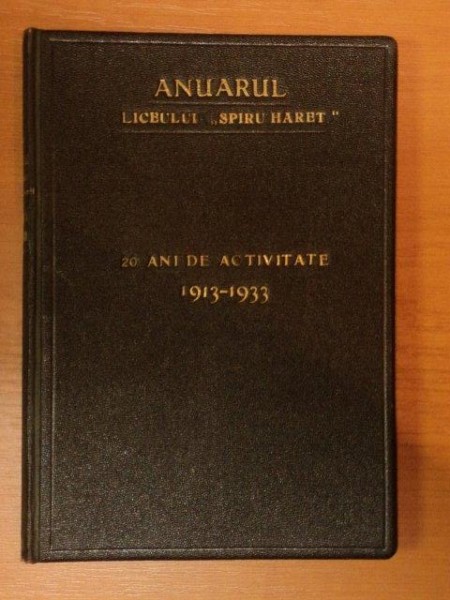 ANUARUL
LICEULUI „SPIRU HARET"
20 ANI DE ACTIVITATE
1913-1933